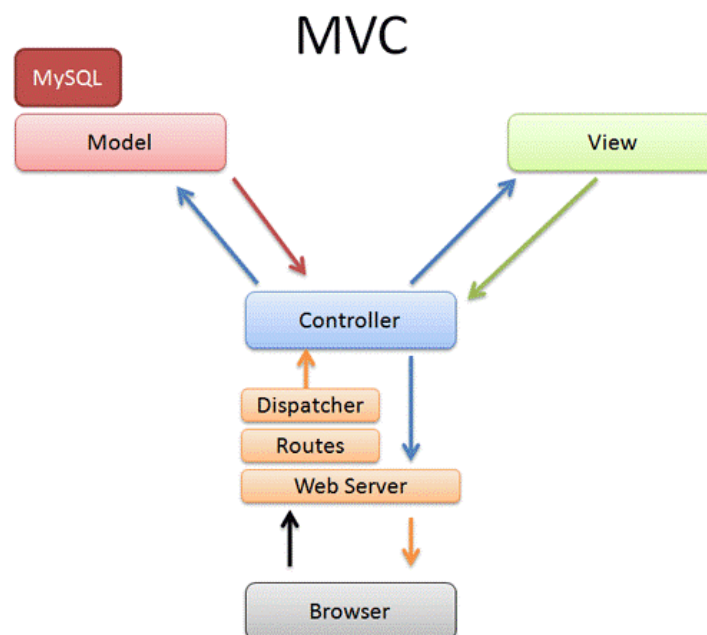 MVC
MySQL
Model
View
Controller
Dispatcher
Routes
Web Server
Browser